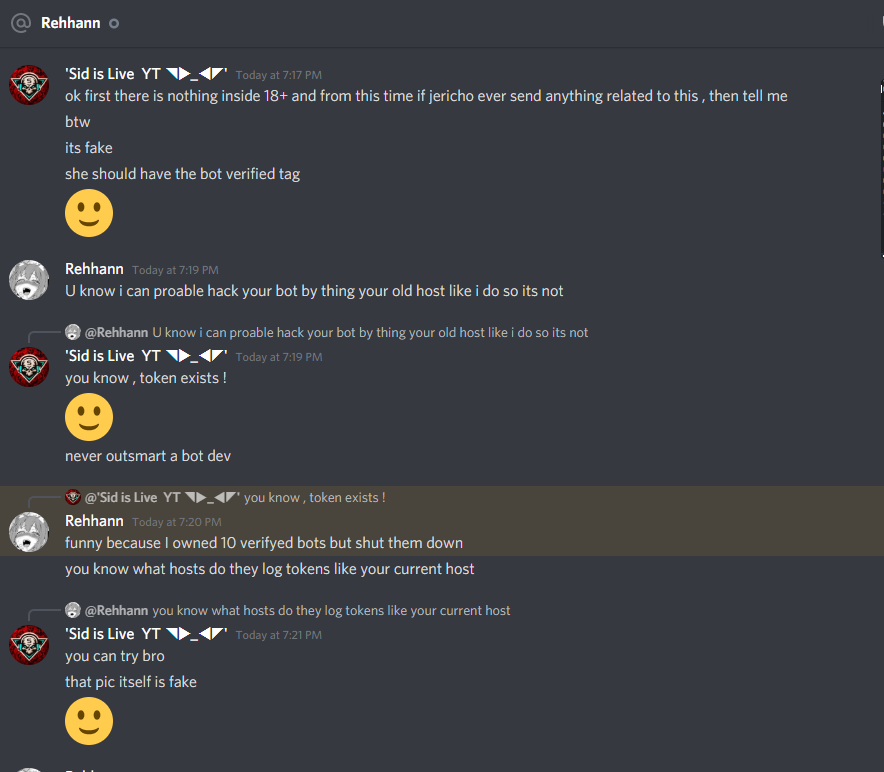 Rehhann
'Sid is Live YT ◥▶_◀◤' Today at 7:17 PM
ok first there is nothing inside 18+ and from this time if jericho ever send anything related to this , then tell me
btw
its fake
she should have the bot verified tag
Rehhann Today at 7:19 PM
U know i can proable hack your bot by thing your old host like i do so its not
@Rehhann U know i can proable hack your bot by thing your old host like i do so its not
'Sid is Live YT ◥▶_◀◤' Today at 7:19 PM
you know , token exists !
never outsmart a bot dev
@'Sid is Live YT ◥▶_◀◤' you know , token exists !
Rehhann Today at 7:20 PM
funny because I owned 10 verifyed bots but shut them down
you know what hosts do they log tokens like your current host
@Rehhann you know what hosts do they log tokens like your current host
'Sid is Live YT ◥▶_◀◤' Today at 7:21 PM
you can try bro
that pic itself is fake